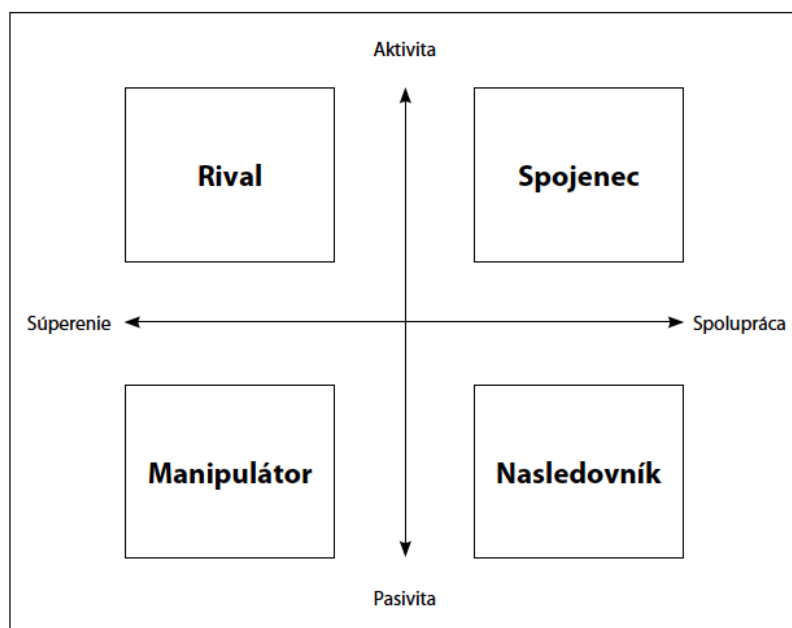 Aktivita
Rival
Spojenec
Súperenie
Spolupráca
Manipulátor
Nasledovník
Pasivita